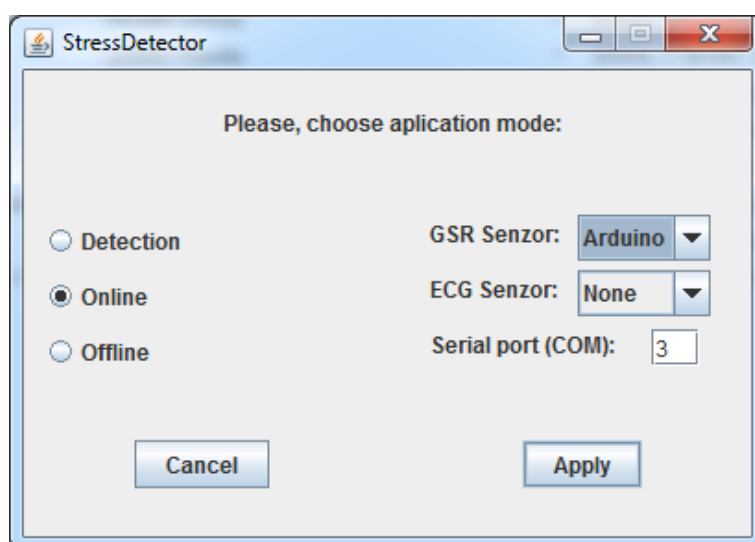 StressDetector
Please, choose aplication mode:
Detection
GSR Senzor: Arduino
Online
ECG Senzor: None
Offline
Serial port (COM): 3
Cancel
Apply